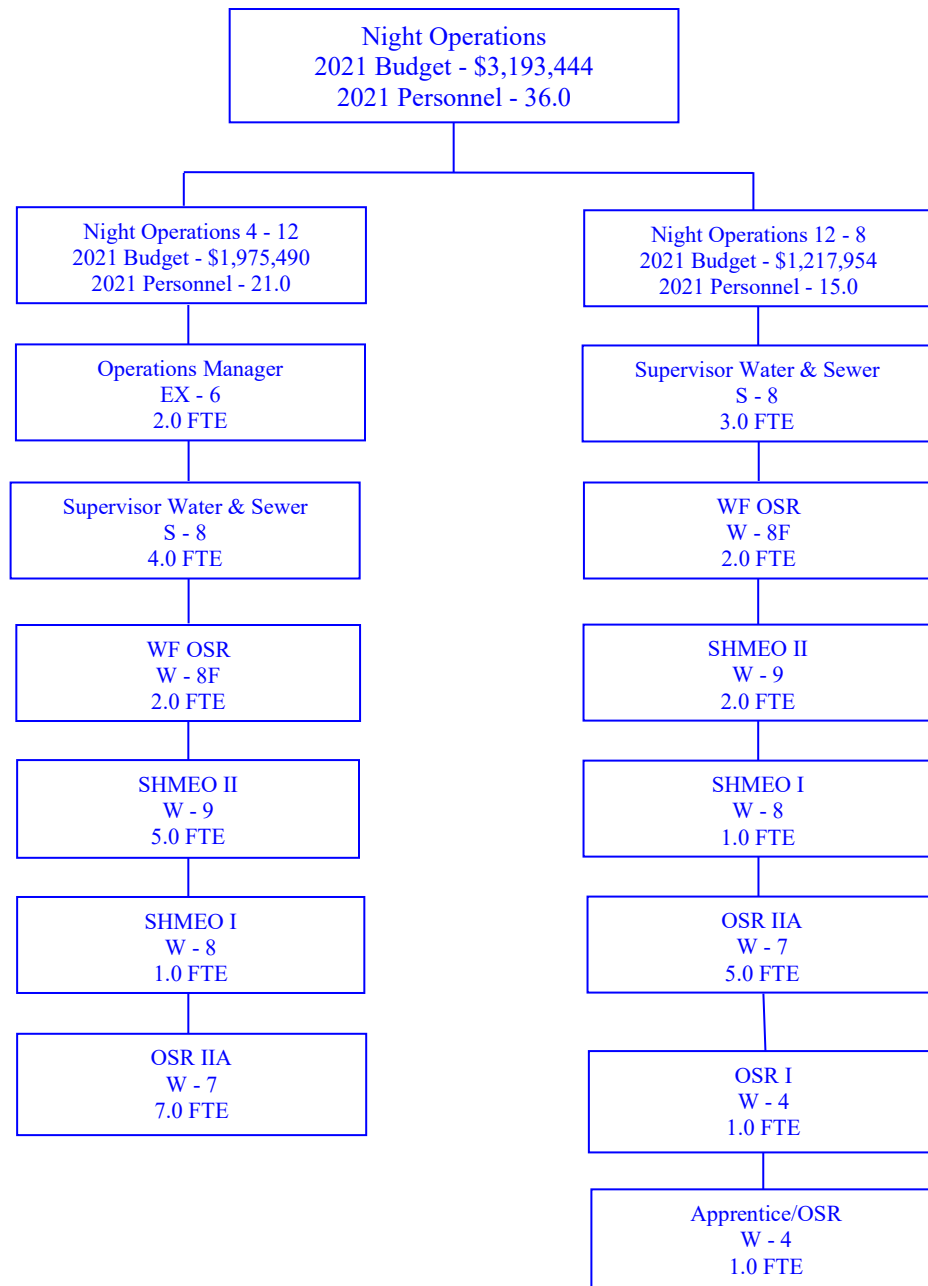 Night Operations
2021 Budget - $3,193,444
2021 Personnel - 36.0
Night Operations 4 - 12
2021 Budget - $1,975,490
2021 Personnel - 21.0
Operations Manager
EX - 6
2.0 FTE
Supervisor Water & Sewer
S - 8
4.0 FTE
WF OSR
W - 8F
2.0 FTE
SHMEO II
W - 9
5.0 FTE
SHMEO I
W - 8
1.0 FTE
OSR IIA
W - 7
7.0 FTE
Night Operations 12 - 8
2021 Budget - $1,217,954
2021 Personnel - 15.0
Supervisor Water & Sewer
S - 8
3.0 FTE
WF OSR
W - 8F
2.0 FTE
SHMEO II
W - 9
2.0 FTE
SHMEO I
W - 8
1.0 FTE
OSR IIA
W - 7
5.0 FTE
OSR I
W - 4
1.0 FTE
Apprentice/OSR
W - 4
1.0 FTE